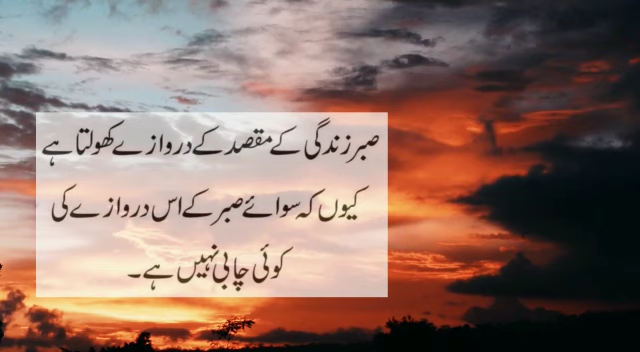 صبر زندگی کے مقصد کے دروازے کھولتا ہے
کیوں کہ سوائے صبر کے اس دروازے کی
کوئی چابی نہیں ہے۔